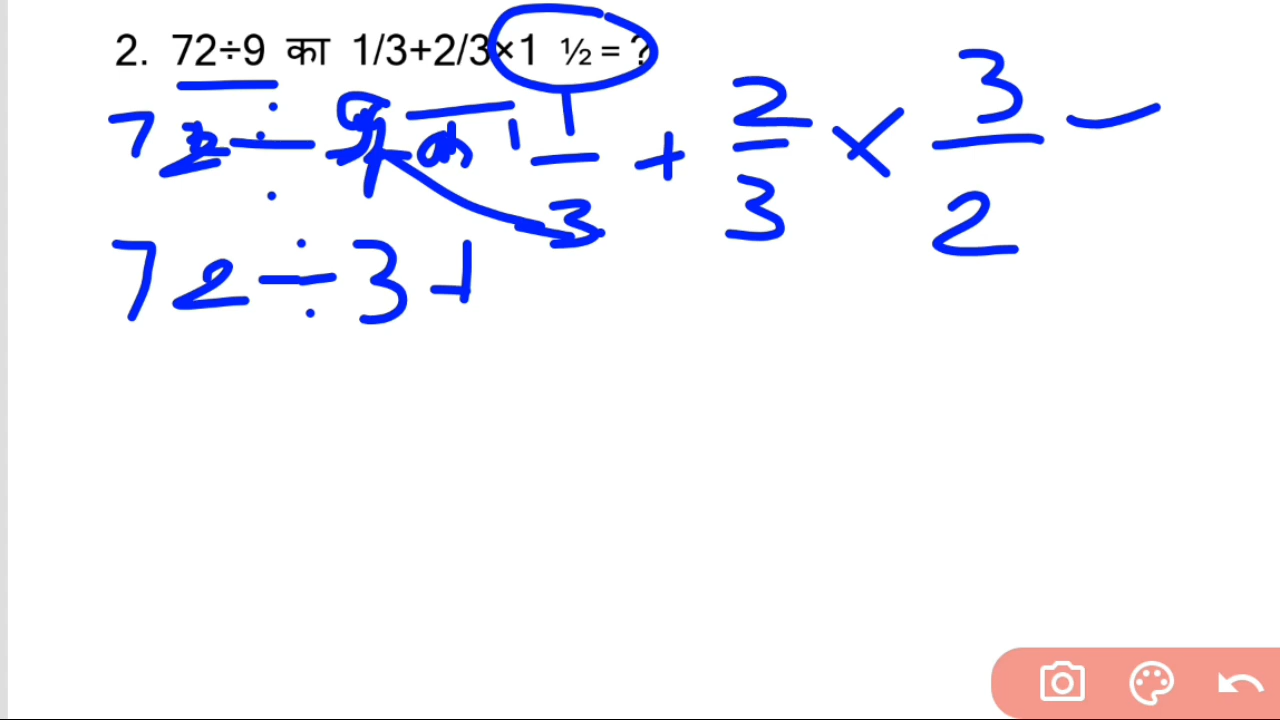 2. 72÷9 का 1/3+2/3×1 ½ = ?
72 ÷ 9 का 1/3 + 2/3 × 3/2
72 ÷ 3 +